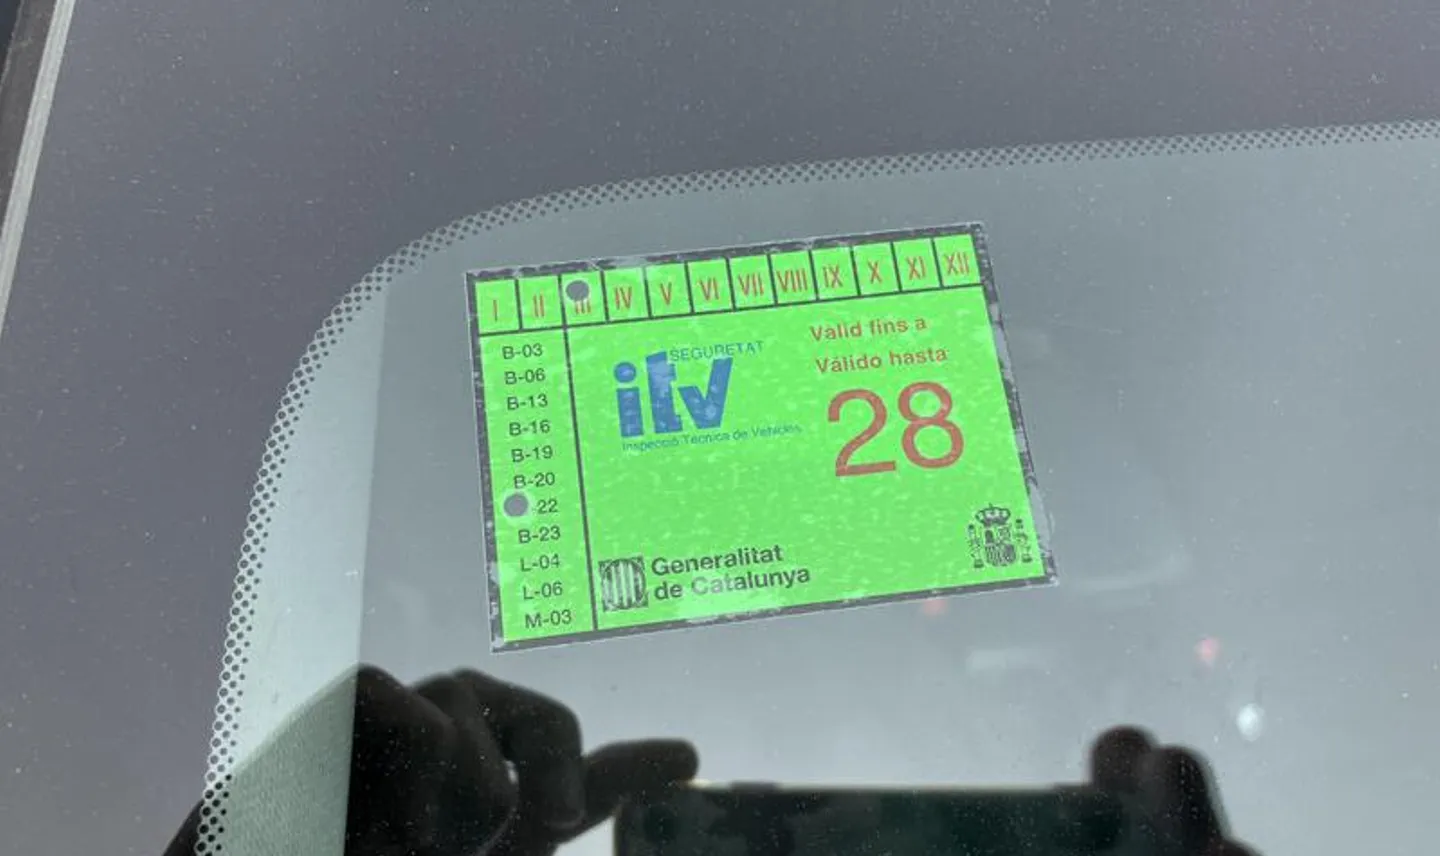 I II III IV V VI VII VIII IX X XI XII
B-03
B-06
B-13
B-16
B-19
B-20
-22
B-23
L-04
L-06
M-03
SEGURETAT
itv
Inspecció Tècnica de Vehicles
Valid fins a
Válido hasta
28
Generalitat
de Catalunya